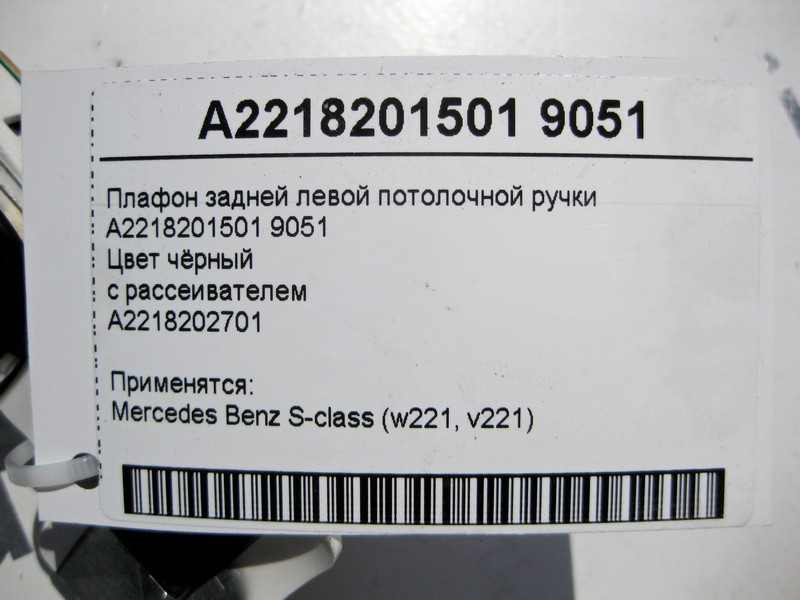 A2218201501 9051
Плафон задней левой потолочной ручки
A2218201501 9051
Цвет чёрный
с рассеивателем
A2218202701
Применятся:
Mercedes Benz S-class (w221, v221)